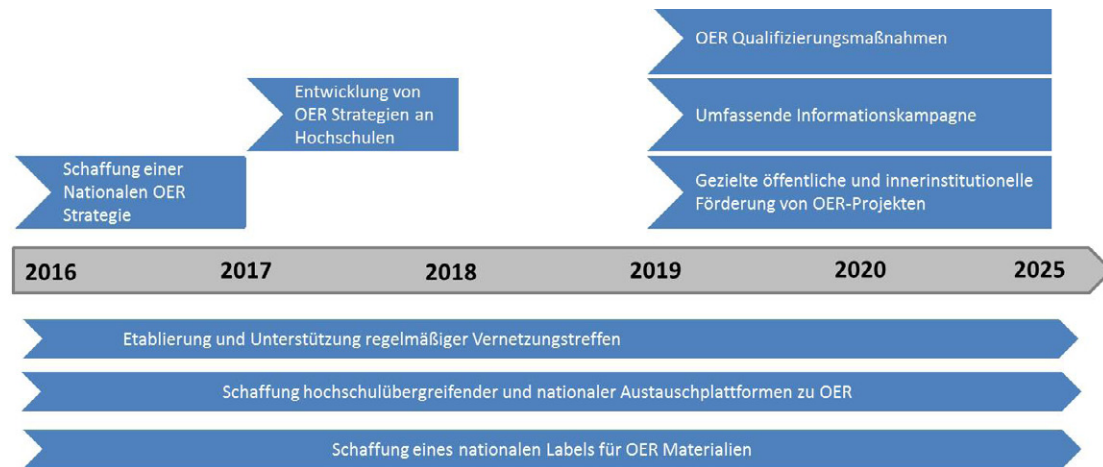 OER Qualifizierungsmaßnahmen
Entwicklung von
OER Strategien an
Hochschulen
Umfassende Informationskampagne
Schaffung einer
Nationalen OER
Strategie
Gezielte öffentliche und innerinstitutionelle
Förderung von OER-Projekten
2016 2017 2018 2019 2020 2025
Etablierung und Unterstützung regelmäßiger Vernetzungstreffen
Schaffung hochschulübergreifender und nationaler Austauschplattformen zu OER
Schaffung eines nationalen Labels für OER Materialien